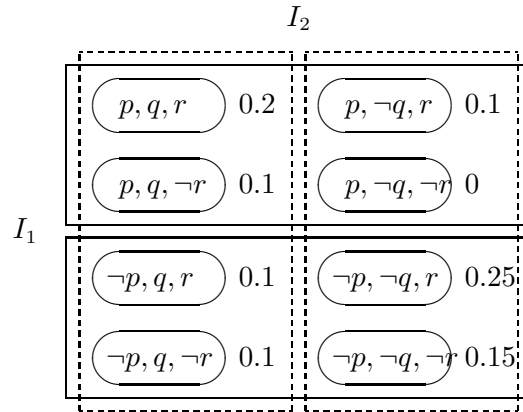 I₂
p, q, r 0.2 p, ¬q, r 0.1
p, q, ¬r 0.1 p, ¬q, ¬r 0
I₁
¬p, q, r 0.1 ¬p, ¬q, r 0.25
¬p, q, ¬r 0.1 ¬p, ¬q, ¬r 0.15